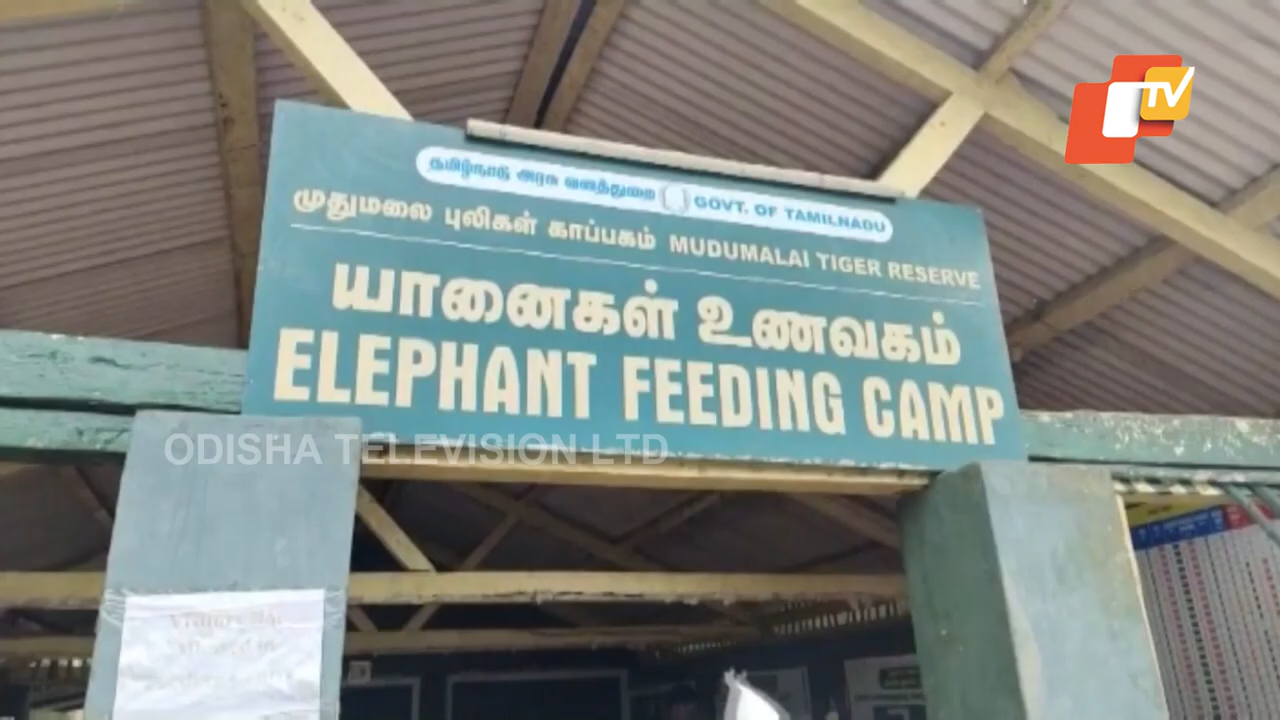 TV
தமிழ்நாடு அரசு வனத்துறை GOVT. OF TAMILNADU
முதுமலை புலிகள் காப்பகம் MUDUMALAI TIGER RESERVE
யானைகள் உணவகம்
ELEPHANT FEEDING CAMP
ODISHA TELEVISION LTD